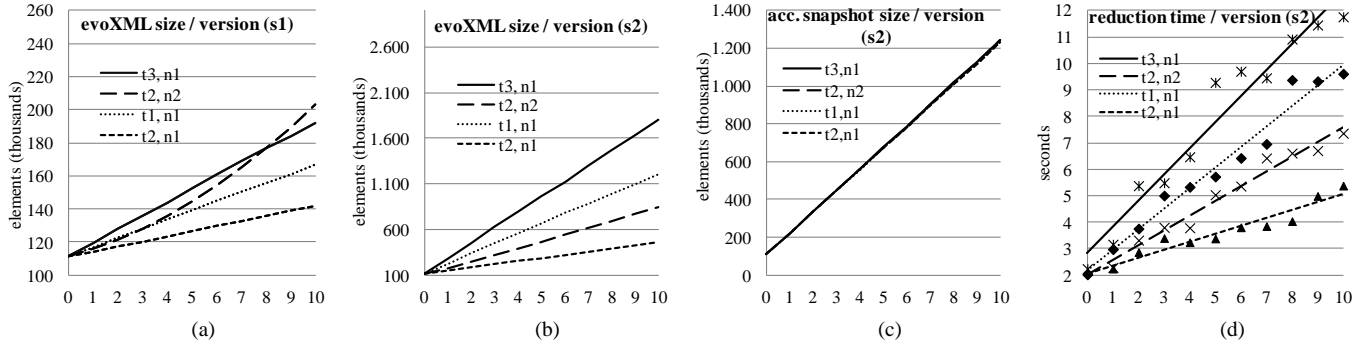 evoXML size / version (s1)
elements (thousands)
260
240
220
200
180
160
140
120
100
t3, n1
t2, n2
t1, n1
t2, n1
0 1 2 3 4 5 6 7 8 9 10
(a)
evoXML size / version (s2)
elements (thousands)
2.600
2.100
1.600
1.100
600
100
t3, n1
t2, n2
t1, n1
t2, n1
0 1 2 3 4 5 6 7 8 9 10
(b)
acc. snapshot size / version
(s2)
elements (thousands)
1.400
1.200
1.000
800
600
400
200
0
t3,n1
t2, n2
t1,n1
t2,n1
0 1 2 3 4 5 6 7 8 9 10
(c)
reduction time / version (s2)
seconds
12
11
10
9
8
7
6
5
4
3
2
t3, n1
t2, n2
t1, n1
t2, n1
0 1 2 3 4 5 6 7 8 9 10
(d)